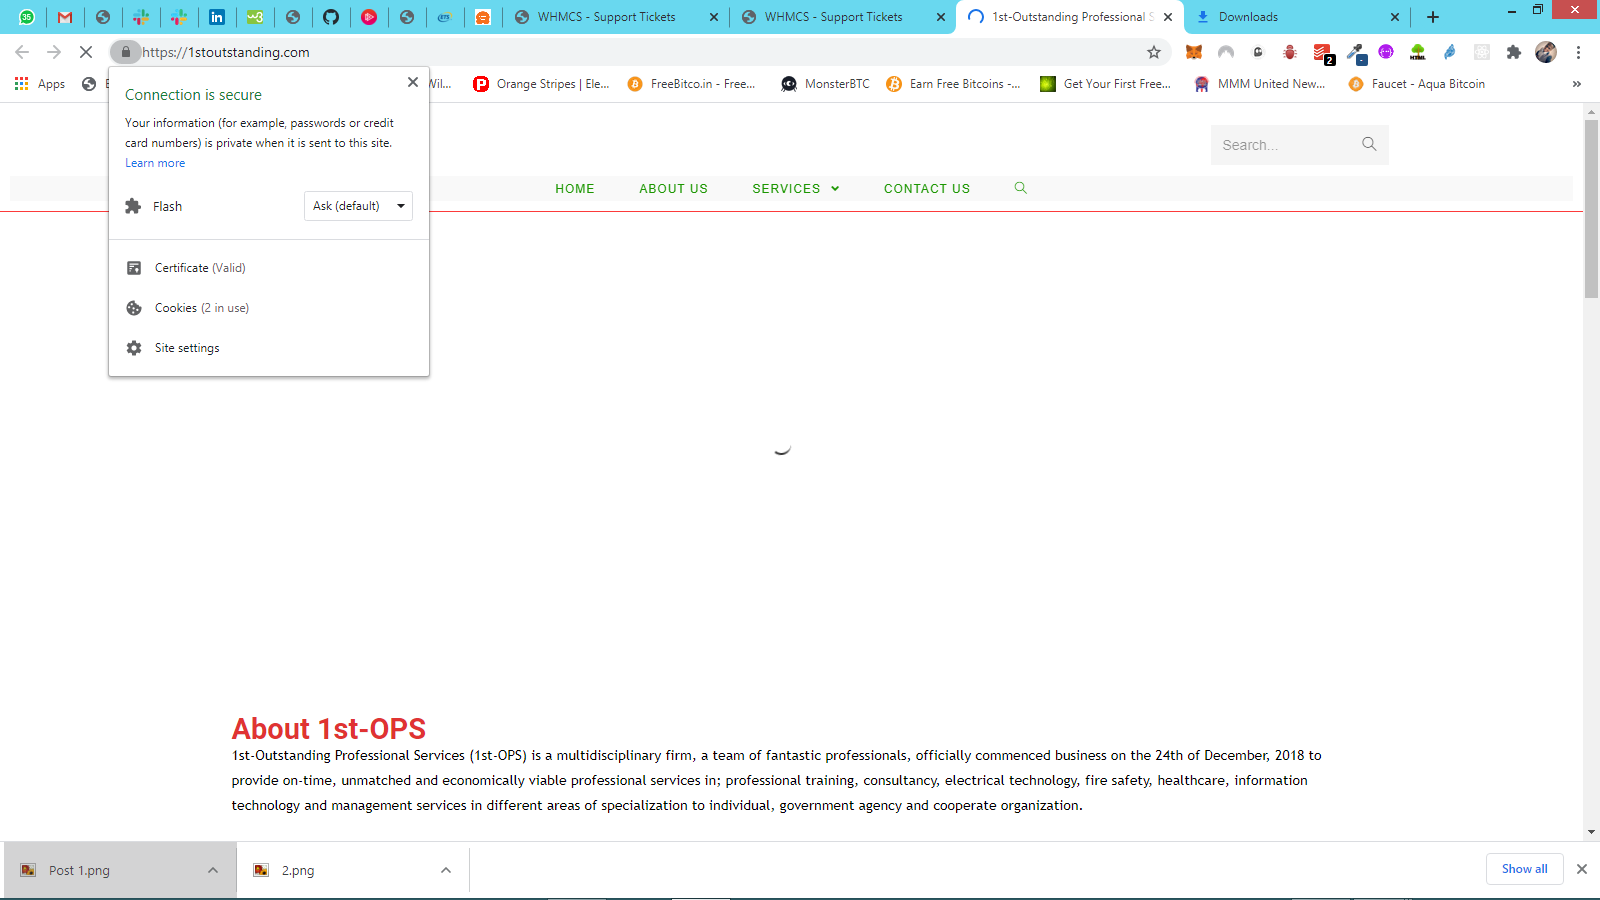 WHMCS - Support Tickets
WHMCS - Support Tickets
1st-Outstanding Professional S
Downloads
https://1stoutstanding.com
2
Apps
Wil...
Orange Stripes | Ele...
FreeBitco.in - Free...
MonsterBTC
Earn Free Bitcoins -...
Get Your First Free...
MMM United New...
Faucet - Aqua Bitcoin
Connection is secure
Your information (for example, passwords or credit
card numbers) is private when it is sent to this site.
Learn more
Flash
Ask (default)
Certificate (Valid)
Cookies (2 in use)
Site settings
Search...
HOME
ABOUT US
SERVICES
CONTACT US
About 1st-OPS
1st-Outstanding Professional Services (1st-OPS) is a multidisciplinary firm, a team of fantastic professionals, officially commenced business on the 24th of December, 2018 to
provide on-time, unmatched and economically viable professional services in; professional training, consultancy, electrical technology, fire safety, healthcare, information
technology and management services in different areas of specialization to individual, government agency and cooperate organization.
Post 1.png
2.png
Show all